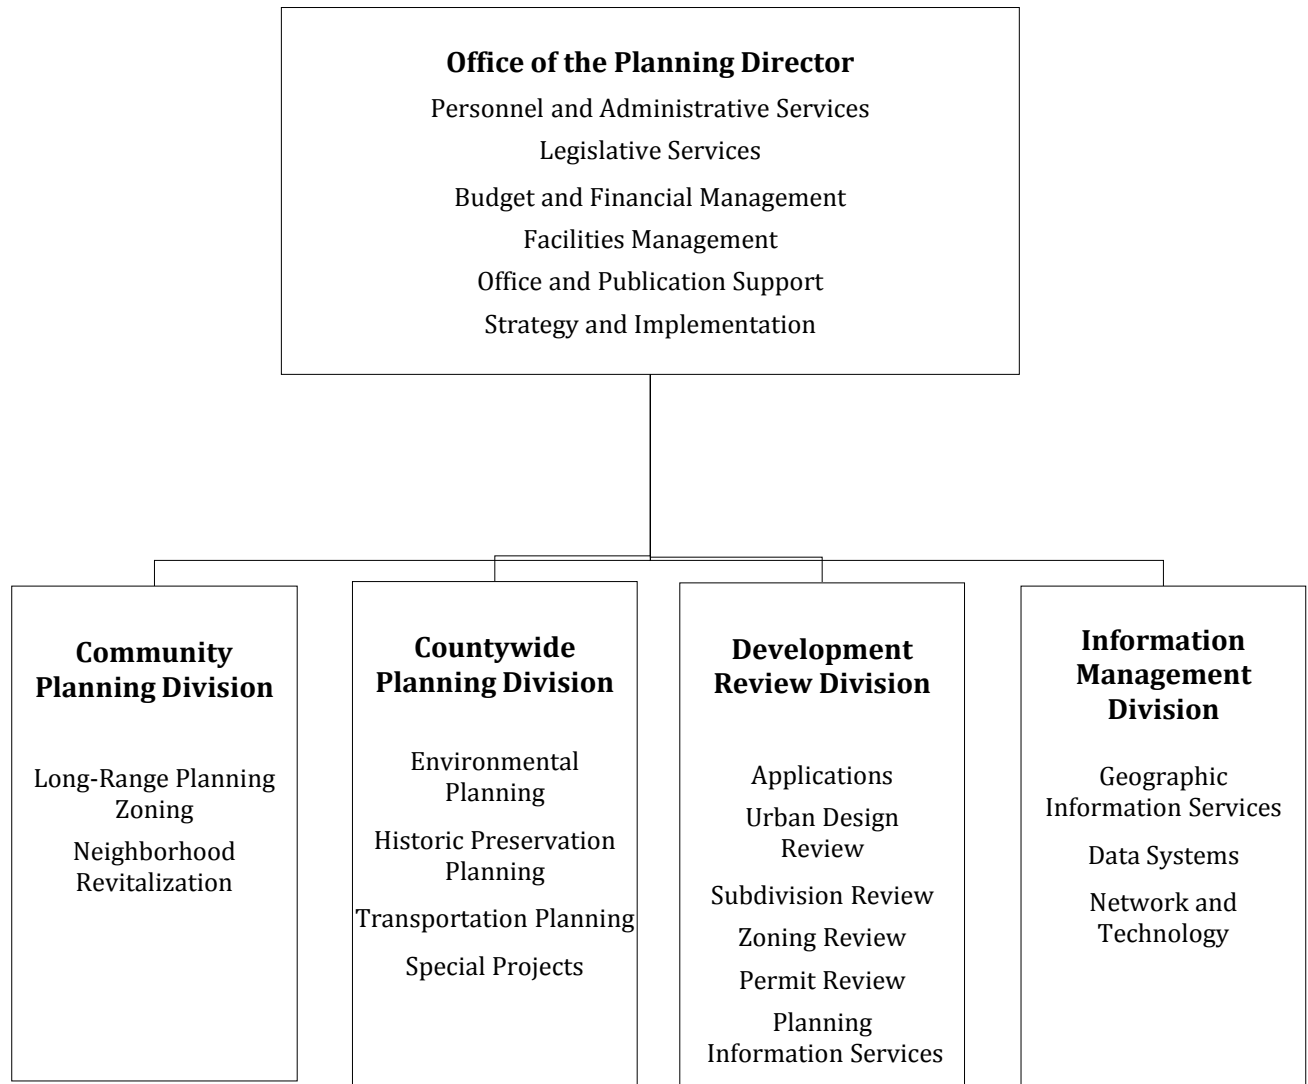 Office of the Planning Director
Personnel and Administrative Services
Legislative Services
Budget and Financial Management
Facilities Management
Office and Publication Support
Strategy and Implementation
Community
Planning Division
Long-Range Planning
Zoning
Neighborhood
Revitalization
Countywide
Planning Division
Environmental
Planning
Historic Preservation
Planning
Transportation Planning
Special Projects
Development
Review Division
Applications
Urban Design
Review
Subdivision Review
Zoning Review
Permit Review
Planning
Information Services
Information
Management
Division
Geographic
Information Services
Data Systems
Network and
Technology